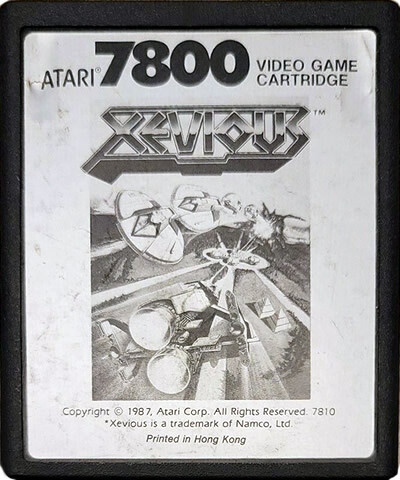 ATARI® 7800 VIDEO GAME
CARTRIDGE
XEVIOUS™
Copyright © 1987, Atari Corp. All Rights Reserved. 7810
*Xevious is a trademark of Namco, Ltd.
Printed in Hong Kong